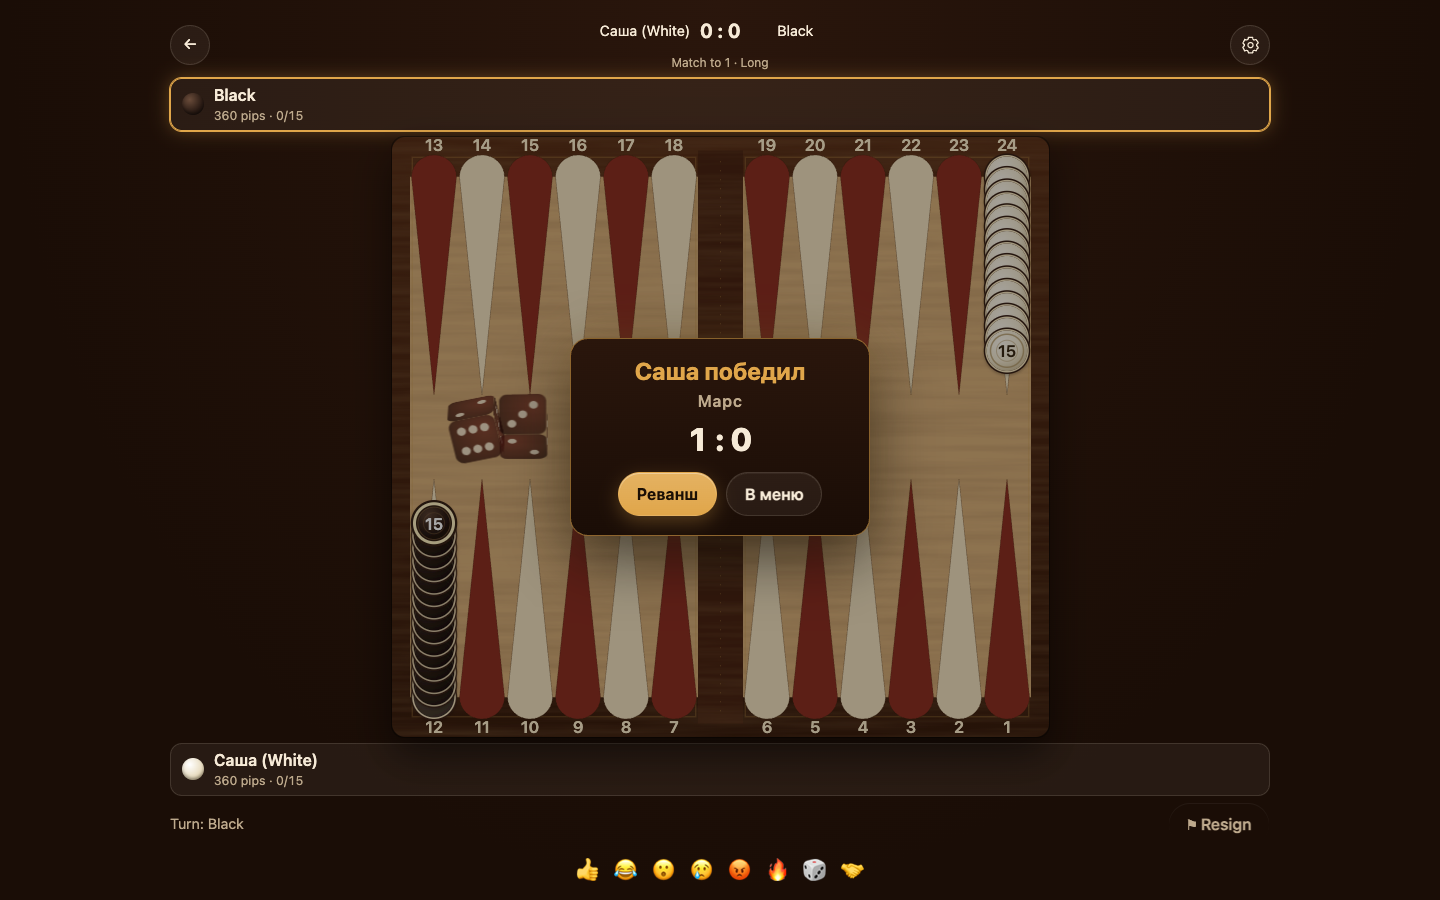 Саша (White) 0 : 0 Black
Match to 1 · Long
Black
360 pips · 0/15
13 14 15 16 17 18 19 20 21 22 23 24
15
Саша победил
Марс
1 : 0
Реванш В меню
15
12 11 10 9 8 7 6 5 4 3 2 1
Саша (White)
360 pips · 0/15
Turn: Black
Resign